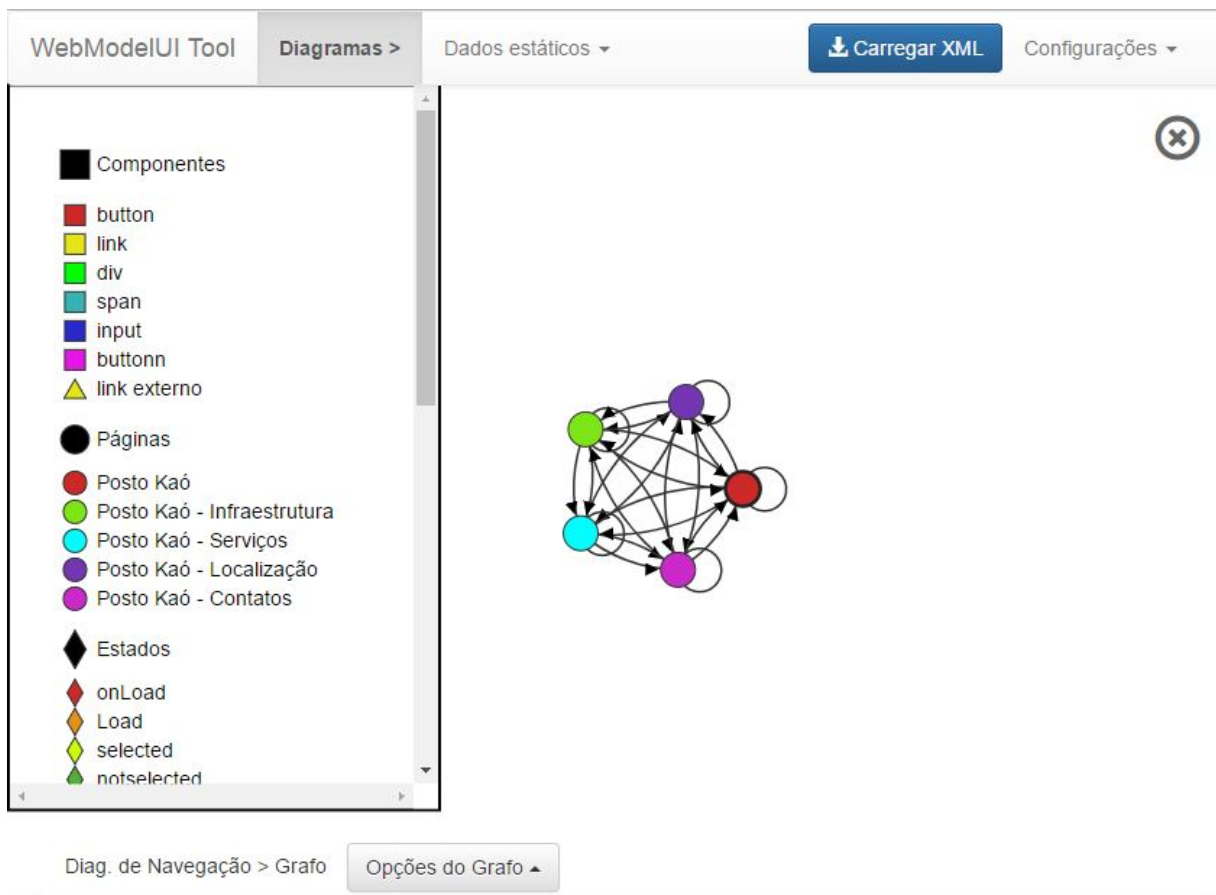 WebModelUI Tool Diagramas > Dados estáticos Carregar XML Configurações
Componentes
button
link
div
span
input
buttonn
link externo
Páginas
Posto Kaó
Posto Kaó - Infraestrutura
Posto Kaó - Serviços
Posto Kaó - Localização
Posto Kaó - Contatos
Estados
onLoad
Load
selected
notselected
Diag. de Navegação > Grafo Opções do Grafo